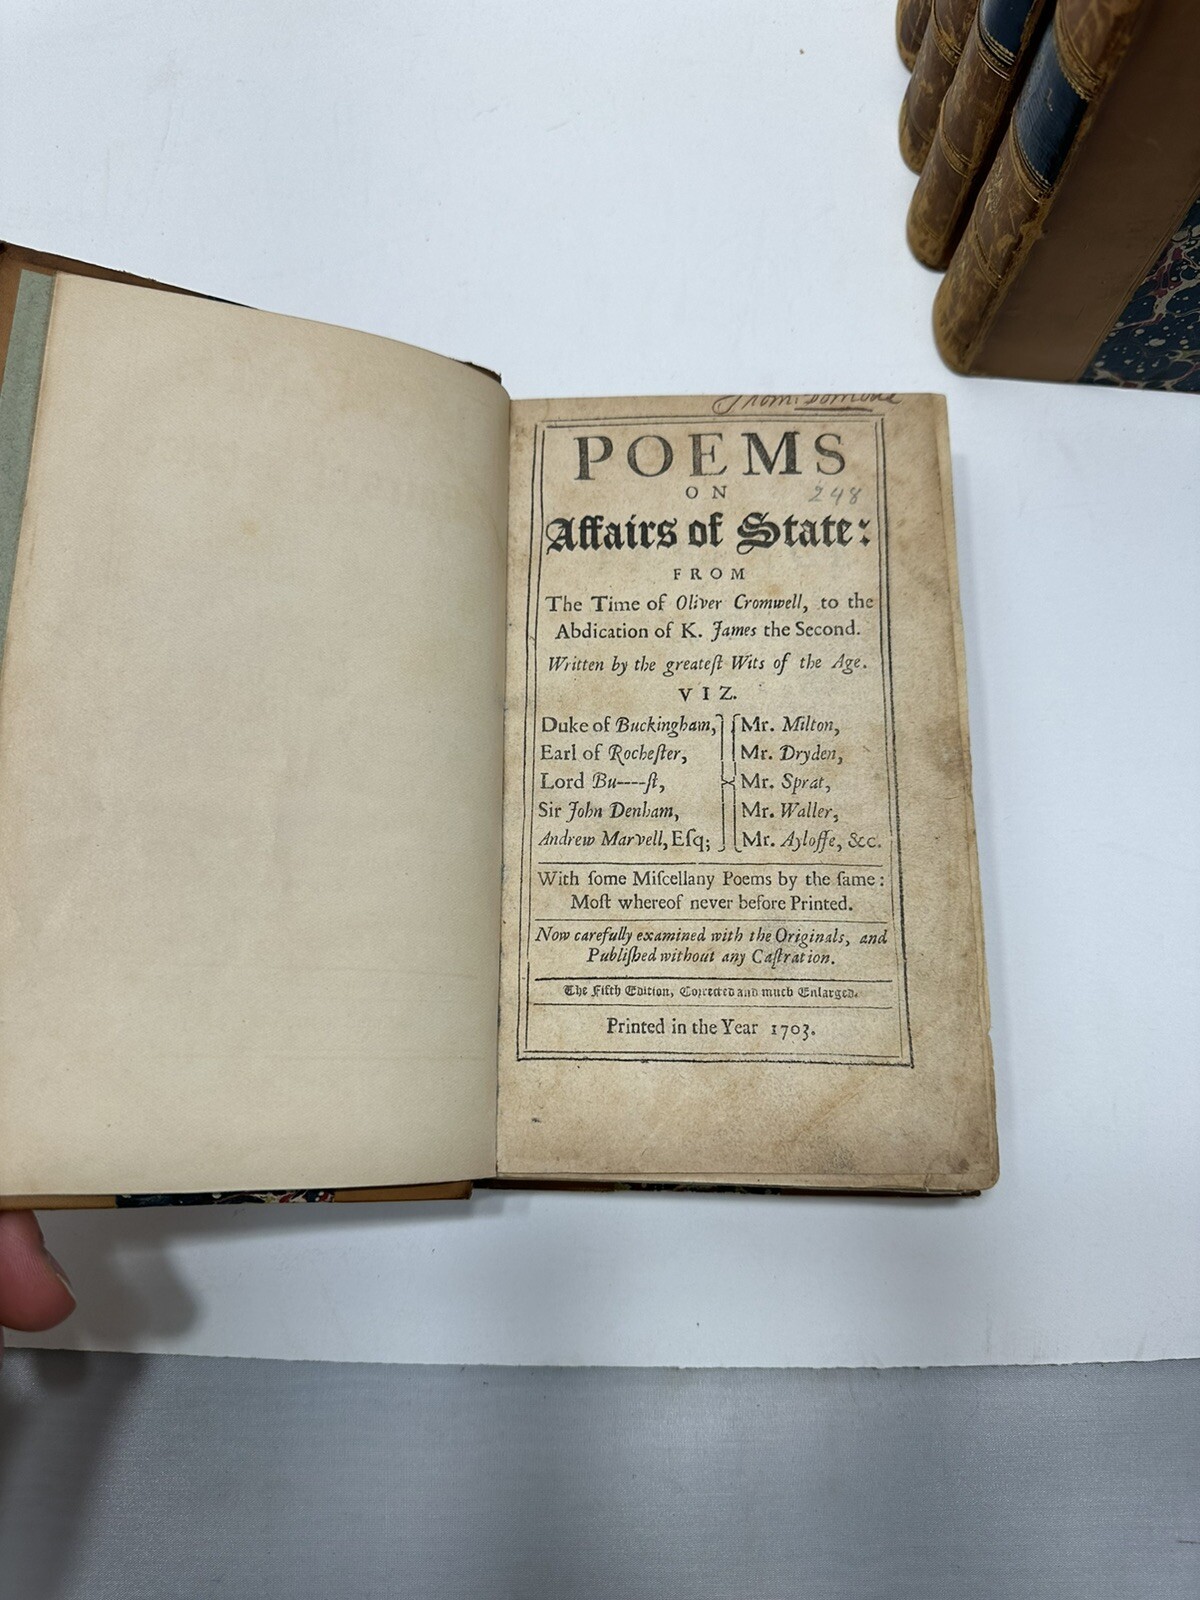 POEMS
ON
248
Affairs of State:
FROM
The Time of Oliver Cromwell, to the
Abdication of K. James the Second.
Written by the greateſt Wits of the Age.
VIZ.
Duke of Buckingham, Mr. Milton,
Earl of Rocheſter, Mr. Dryden,
Lord Bu----ſt, Mr. Sprat,
Sir John Denham, Mr. Waller,
Andrew Marvell, Eſq; Mr. Ayloffe, &c.
With ſome Miſcellany Poems by the ſame:
Moſt whereof never before Printed.
Now carefully examined with the Originals, and
Publiſhed without any Caſtration.
The Fifth Edition, Corrected and much Enlarged.
Printed in the Year 1703.